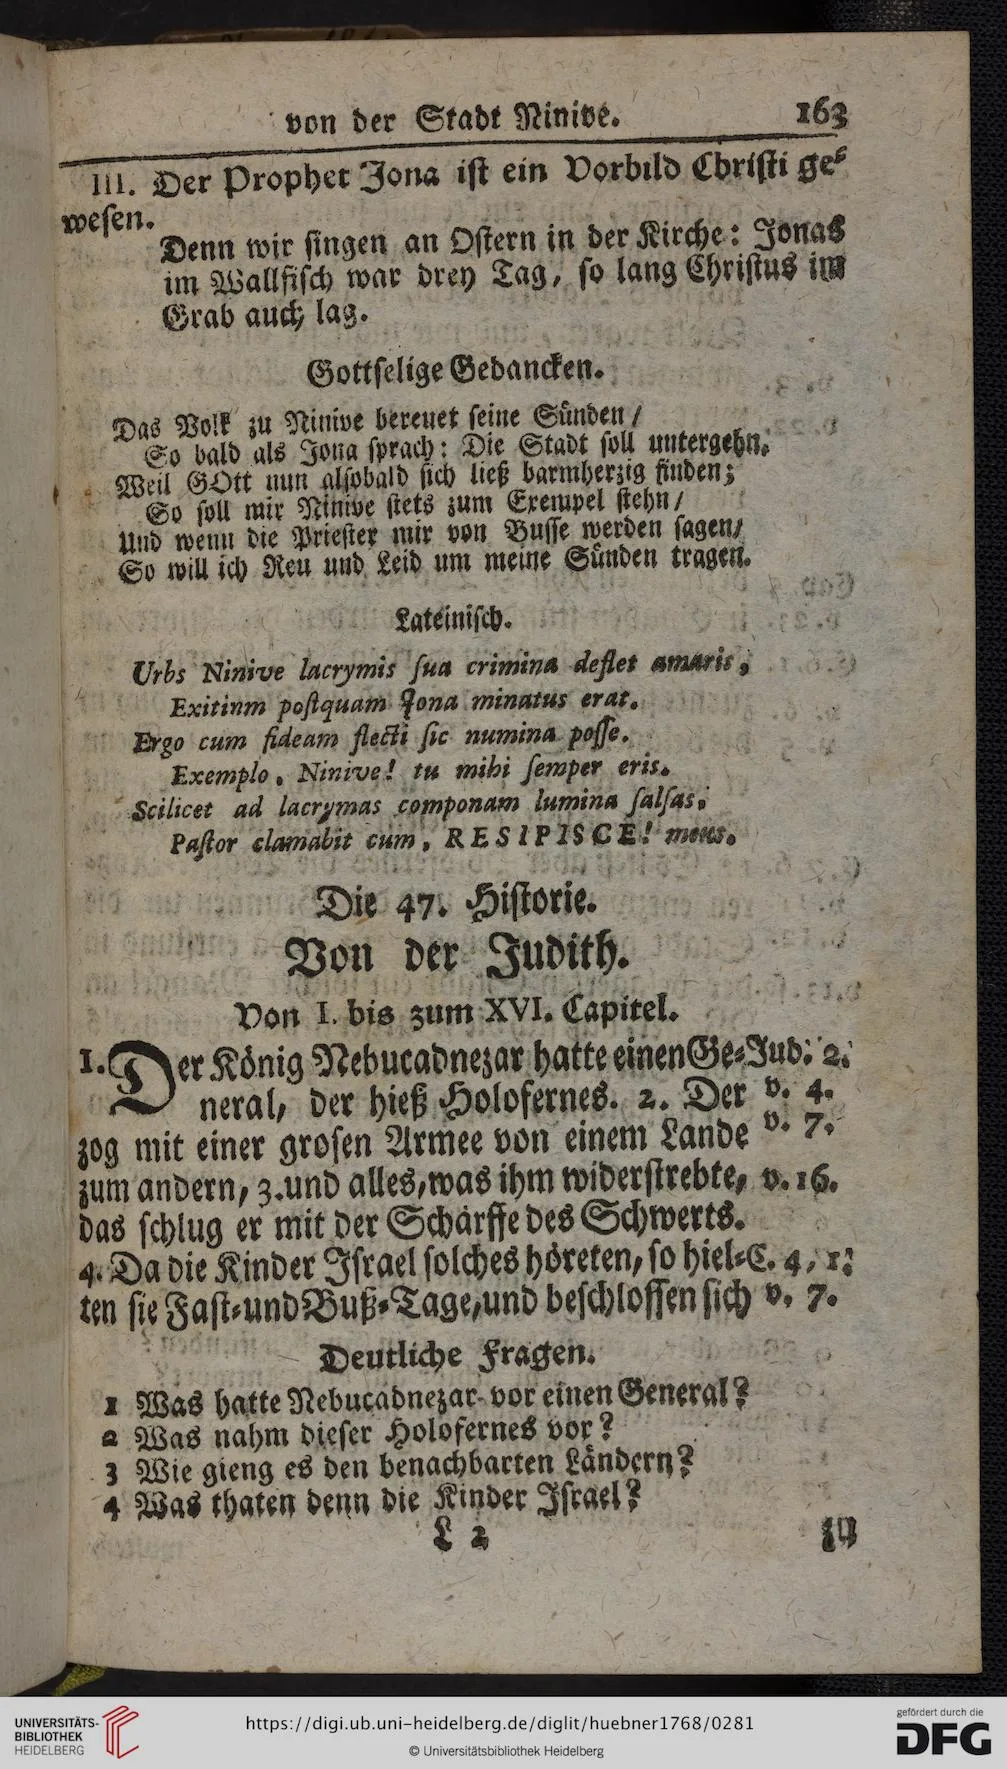 von der Stadt Ninive. 163
III. Der Prophet Jona ist ein Vorbild Christi ge-
wesen.
Denn wir singen an Ostern in der Kirche: Jonas
im Wallfisch war drey Tag, so lang Christus im
Grab auch lag.
Gottselige Gedancken.
Das Volk zu Ninive bereuet seine Sünden /
So bald als Jona sprach: Die Stadt soll untergehn.
Weil GOtt nun alsobald sich ließ barmherzig finden;
So soll mir Ninive stets zum Exempel stehn /
Und wenn die Priester mir von Busse werden sagen /
So will ich Reu und Leid um meine Sünden tragen.
Lateinisch.
Urbs Ninive lacrymis sua crimina deflet amaris,
Exitinm postquam Jona minatus erat.
Ergo cum fideam flecti sic numina posse.
Exemplo, Ninive! tu mihi semper eris.
Scilicet ad lacrymas componam lumina salsas,
Pastor clamabit cum, RESIPISCE! meus.
Die 47. Historie.
Von der Judith.
Von I. bis zum XVI. Capitel.
1. Der König Nebucadnezar hatte einen Ge- Jud. 2.
neral, der hieß Holofernes. 2. Der v. 4.
zog mit einer grosen Armee von einem Lande v. 7.
zum andern, 3. und alles, was ihm widerstrebte, v. 16.
das schlug er mit der Schärffe des Schwerts.
4. Da die Kinder Israel solches höreten, so hiel- C. 4, 1.
ten sie Fast- und Buß-Tage, und beschlossen sich v. 7.
Deutliche Fragen.
1 Was hatte Nebucadnezar vor einen General?
2 Was nahm dieser Holofernes vor?
3 Wie gieng es den benachbarten Ländern?
4 Was thaten denn die Kinder Israel?
L 2 zu
UNIVERSITÄTS-
BIBLIOTHEK
HEIDELBERG
https://digi.ub.uni-heidelberg.de/diglit/huebner1768/0281
© Universitätsbibliothek Heidelberg
gefördert durch die
DFG